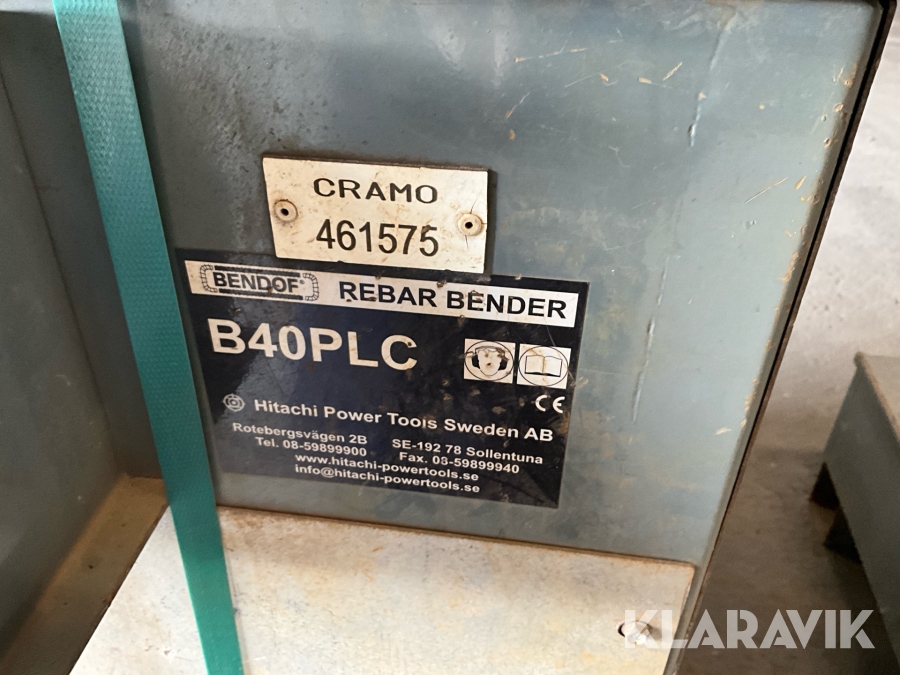 CRAMO
461575
BENDOF® REBAR BENDER
B40PLC
CE
Hitachi Power Tools Sweden AB
Rotebergsvägen 2B SE-192 78 Sollentuna
Tel. 08-59899900 Fax. 08-59899940
www.hitachi-powertools.se
info@hitachi-powertools.se
KLARAVIK